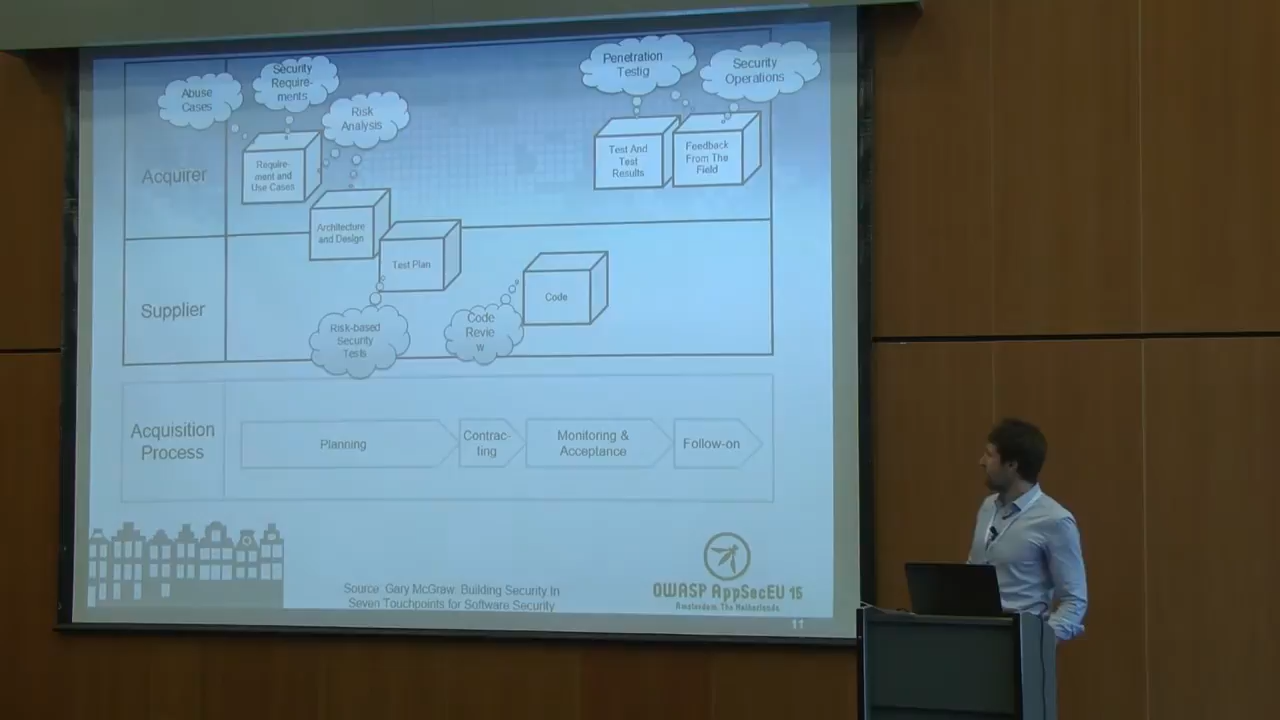 Abuse
Cases
Security
Require-
ments
Risk
Analysis
Penetration
Testig
Security
Operations
Acquirer
Require-
ment and
Use Cases
Test And
Test
Results
Feedback
From The
Field
Architecture
and Design
Test Plan
Supplier
Code
Risk-based
Security
Tests
Code
Revie
w
Acquisition
Process
Planning
Contrac-
ting
Monitoring &
Acceptance
Follow-on
Source: Gary McGraw: Building Security In
Seven Touchpoints for Software Security
OWASP AppSecEU 15
Amsterdam, The Netherlands
11